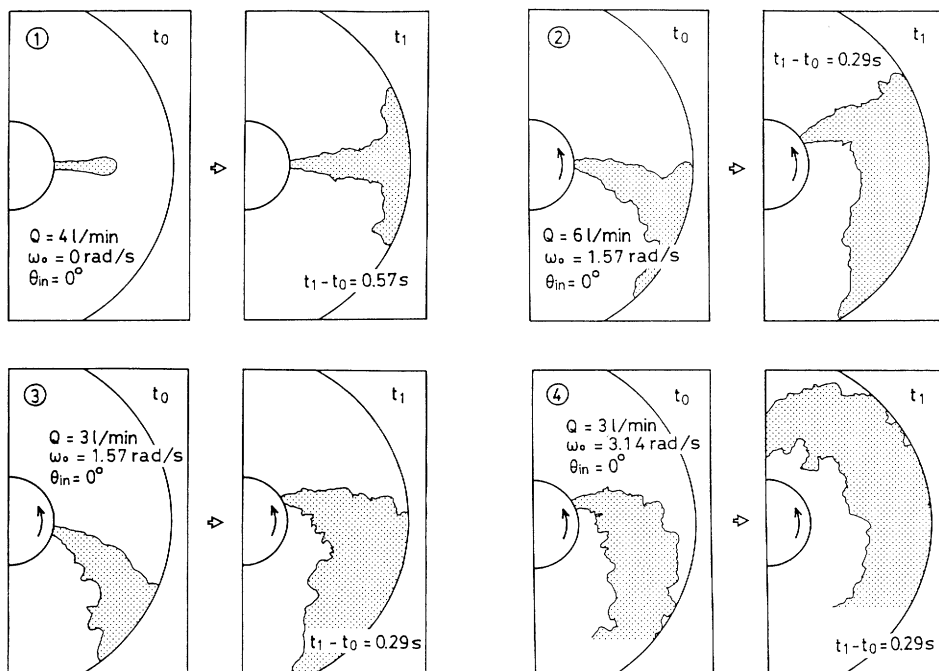 ① t₀
t₁
Q = 4 l/min
ω₀ = 0 rad/s
θin = 0°
t₁ - t₀ = 0.57s
② t₀
t₁
t₁ - t₀ = 0.29s
Q = 6 l/min
ω₀ = 1.57 rad/s
θin = 0°
③ t₀
t₁
Q = 3 l/min
ω₀ = 1.57 rad/s
θin = 0°
t₁ - t₀ = 0.29s
④ t₀
t₁
Q = 3 l/min
ω₀ = 3.14 rad/s
θin = 0°
t₁ - t₀ = 0.29s